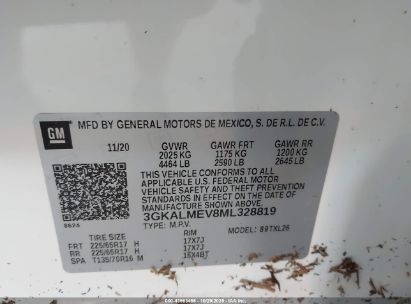 GM
MFD BY GENERAL MOTORS DE MEXICO, S. DE R.L. DE C.V.
11/20 GVWR GAWR FRT GAWR RR
2025 KG 1175 KG 1200 KG
4464 LB 2590 LB 2646 LB
THIS VEHICLE CONFORMS TO ALL
APPLICABLE U.S. FEDERAL MOTOR
VEHICLE SAFETY AND THEFT PREVENTION
STANDARDS IN EFFECT ON THE DATE OF
MANUFACTURE SHOWN ABOVE.
3GKALMEV8ML328819
8624
TYPE: M.P.V. MODEL: 89TXL26
TIRE SIZE RIM
FRT 225/65R17 H 17X7J
RR 225/65R17 H 17X7J
SPA T135/70R16 M 16X4BT